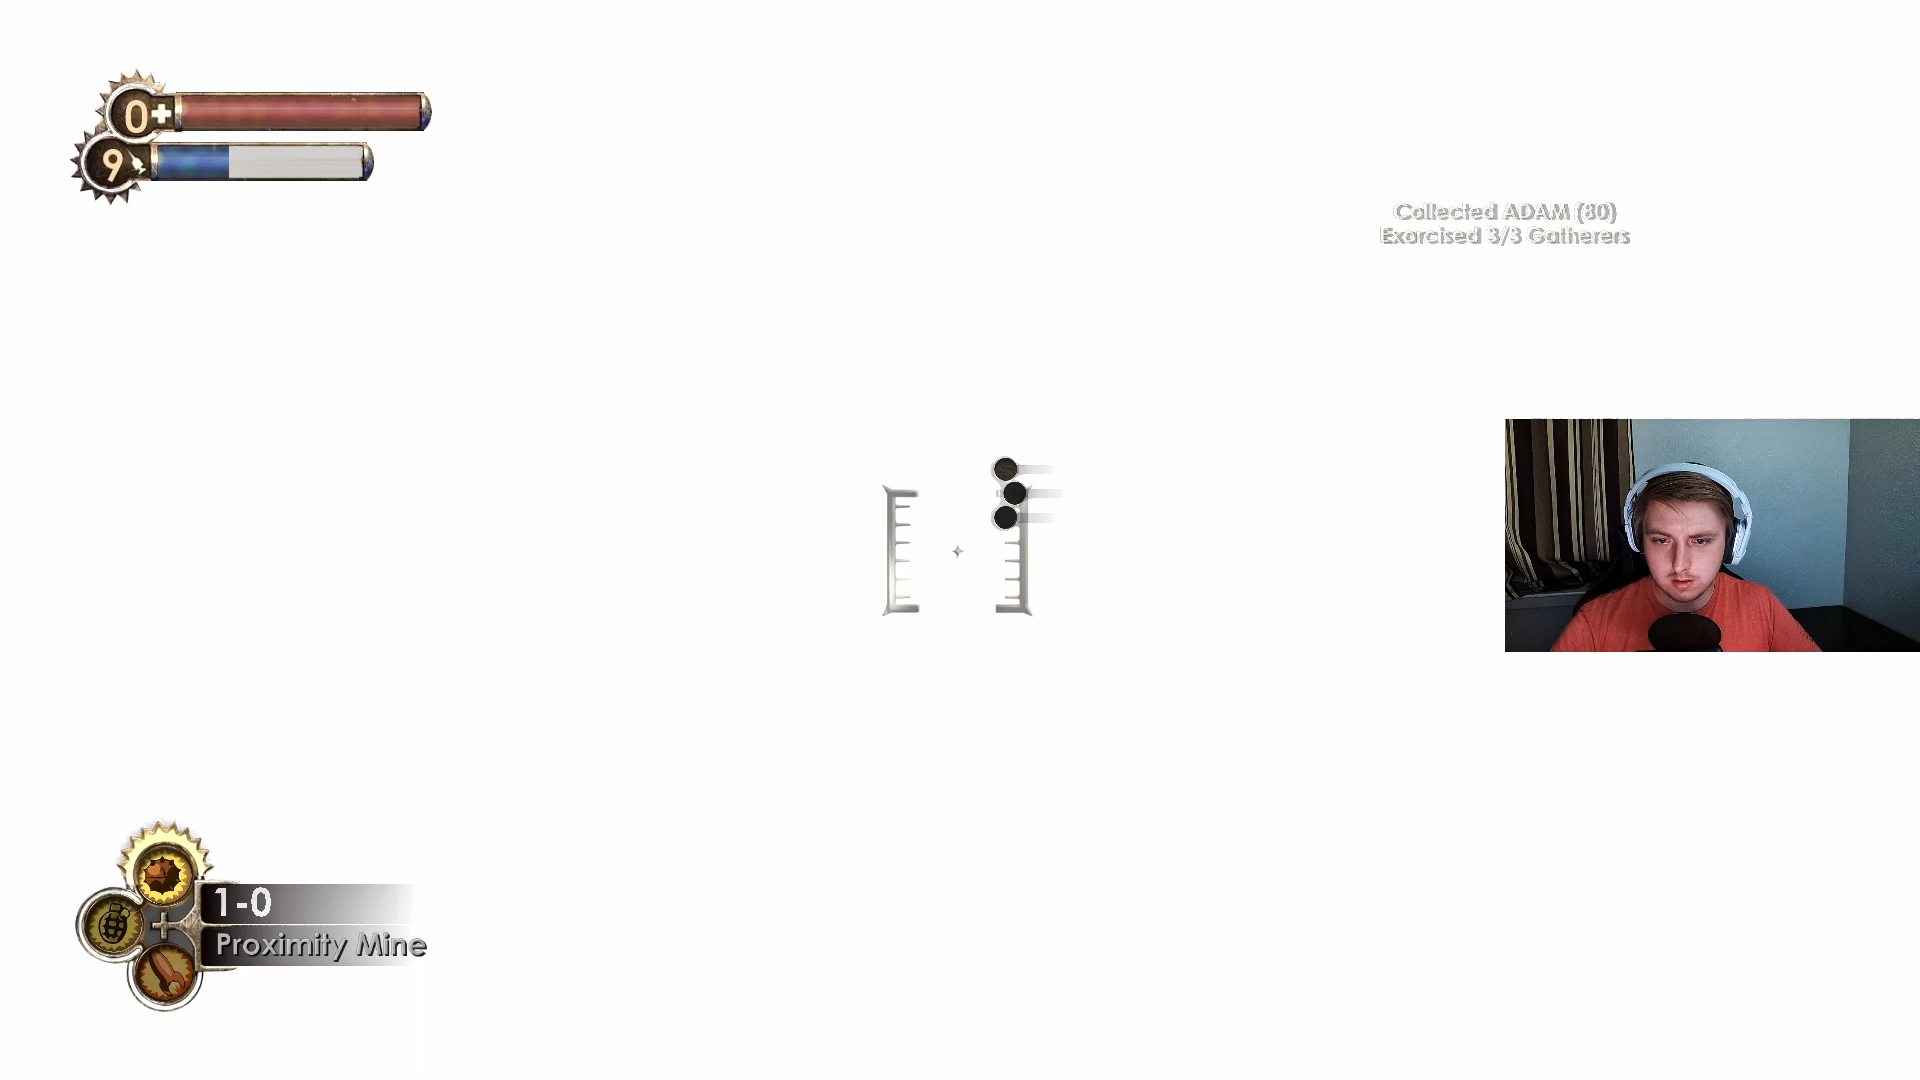 0
9
Collected ADAM (80)
Exorcised 3/3 Gatherers
1-0
Proximity Mine